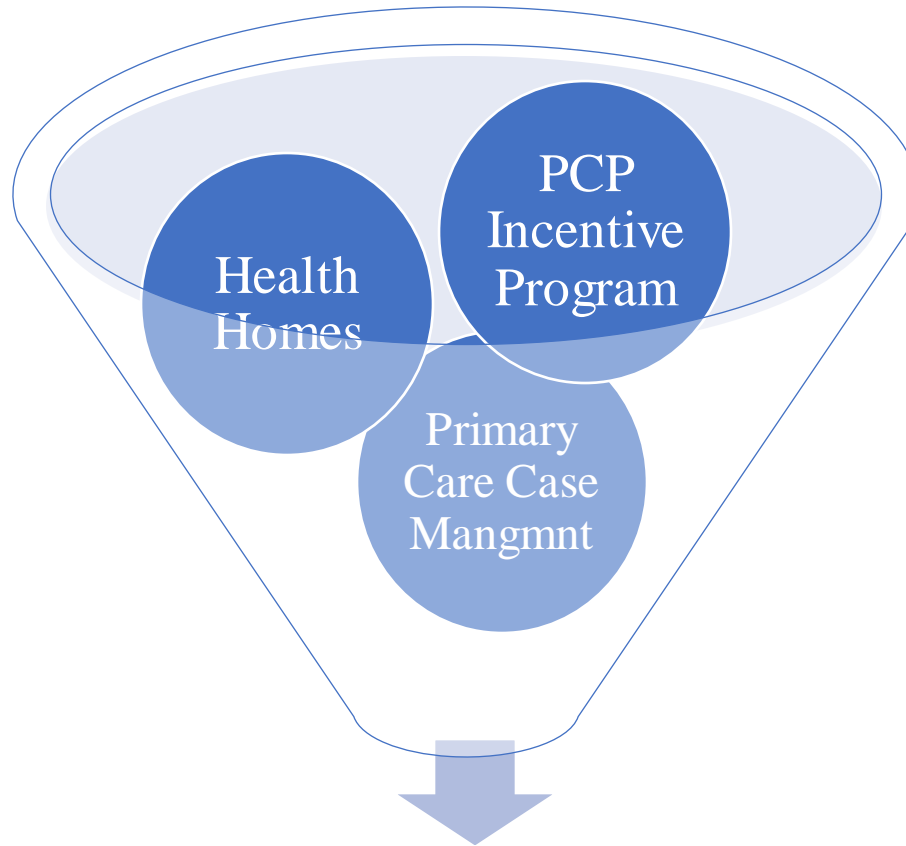 PCP
Incentive
Program
Health
Homes
Primary
Care Case
Mangmnt